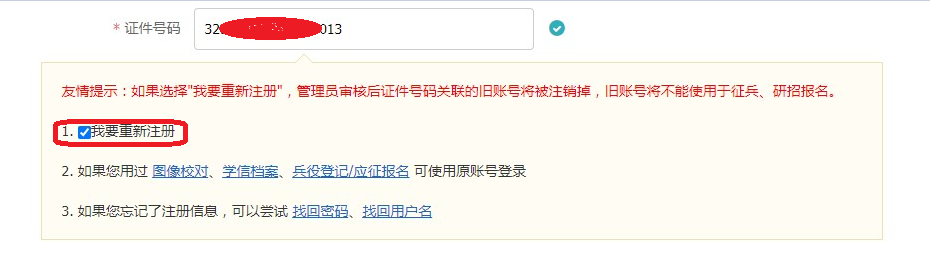 * 证件号码 32 013
友情提示：如果选择"我要重新注册"，管理员审核后证件号码关联的旧账号将被注销掉，旧账号将不能使用于征兵、研招报名。
1. 我要重新注册
2. 如果您用过 图像校对、学信档案、兵役登记/应征报名 可使用原账号登录
3. 如果您忘记了注册信息，可以尝试 找回密码、找回用户名